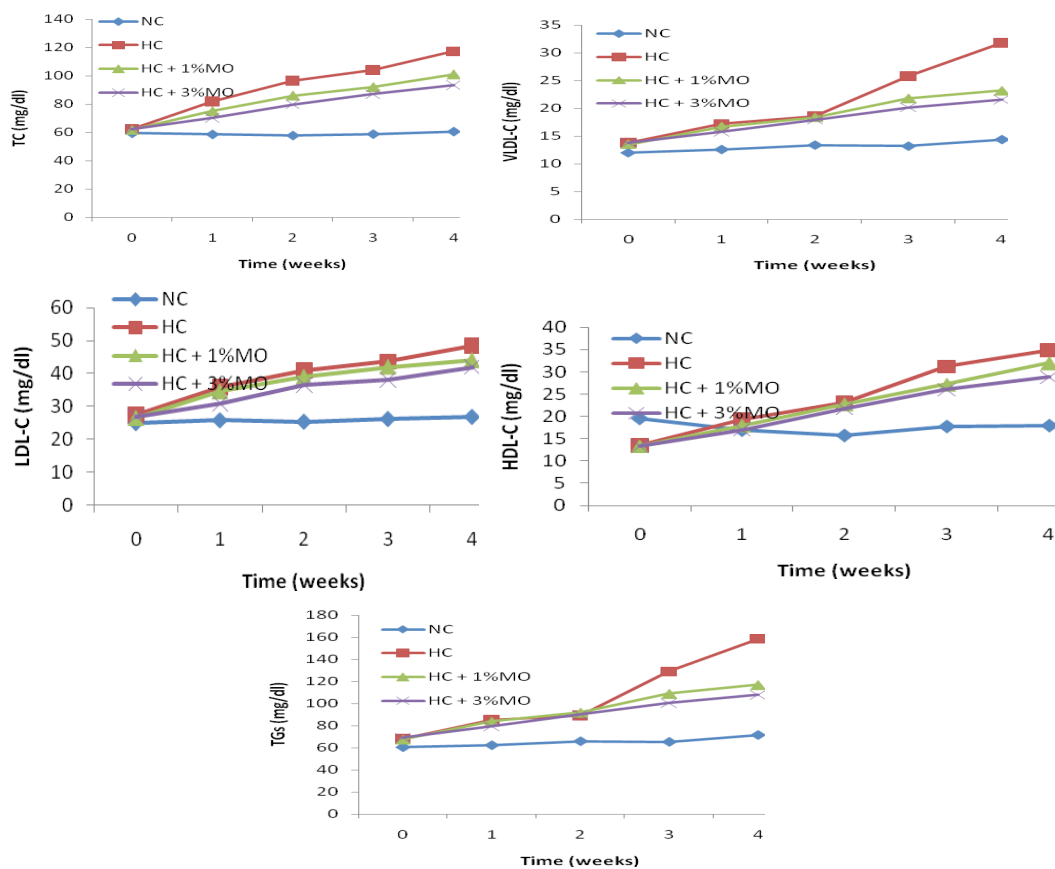 TC (mg/dl)
140
120
100
80
60
40
20
0
NC
HC
HC + 1%MO
HC + 3%MO
0 1 2 3 4
Time (weeks)
VLDL-C (mg/dl)
35
30
25
20
15
10
5
0
NC
HC
HC + 1%MO
HC + 3%MO
0 1 2 3 4
Time (weeks)
LDL-C (mg/dl)
60
50
40
30
20
10
0
NC
HC
HC + 1%MO
HC + 3%MO
0 1 2 3 4
Time (weeks)
HDL-C (mg/dl)
40
35
30
25
20
15
10
5
0
NC
HC
HC + 1%MO
HC + 3%MO
0 1 2 3 4
Time (weeks)
TGs (mg/dl)
180
160
140
120
100
80
60
40
20
0
NC
HC
HC + 1%MO
HC + 3%MO
0 1 2 3 4
Time (weeks)